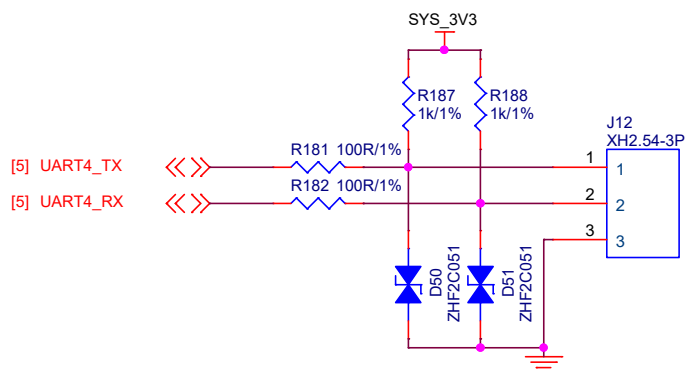 SYS_3V3
R187
1k/1%
R188
1k/1%
J12
XH2.54-3P
[5] UART4_TX
R181 100R/1%
1
1
[5] UART4_RX
R182 100R/1%
2
2
3
3
D50
ZHF2C051
D51
ZHF2C051